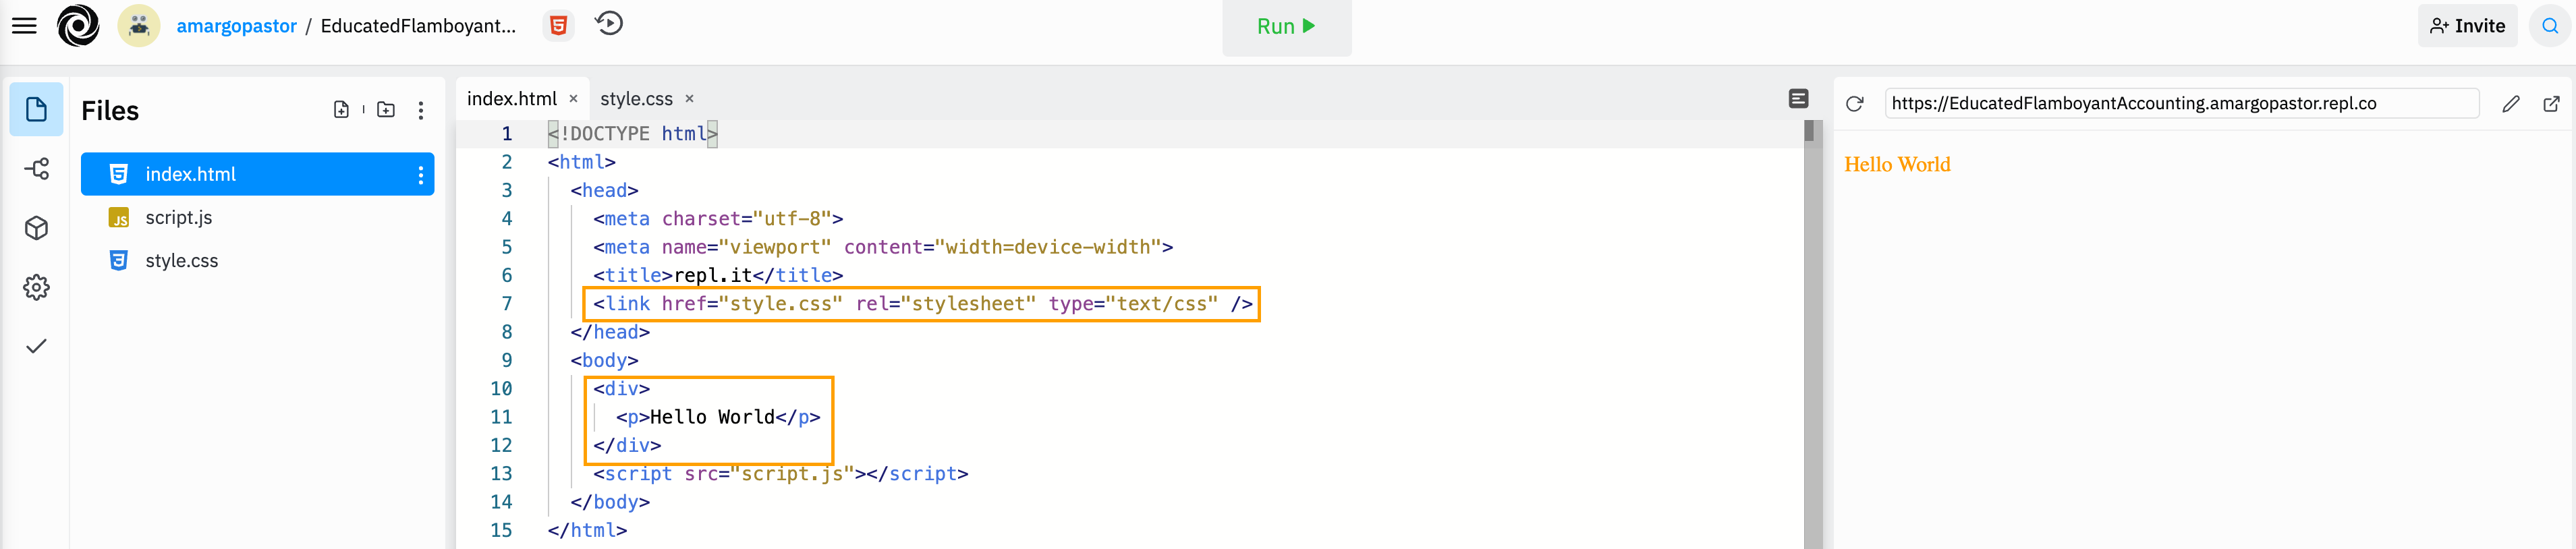 amargopastor / EducatedFlamboyant...
Run
Invite
Files
index.html
JS script.js
style.css
index.html × style.css ×
1 <!DOCTYPE html>
2 <html>
3 <head>
4 <meta charset="utf-8">
5 <meta name="viewport" content="width=device-width">
6 <title>repl.it</title>
7 <link href="style.css" rel="stylesheet" type="text/css" />
8 </head>
9 <body>
10 <div>
11 <p>Hello World</p>
12 </div>
13 <script src="script.js"></script>
14 </body>
15 </html>
https://EducatedFlamboyantAccounting.amargopastor.repl.co
Hello World